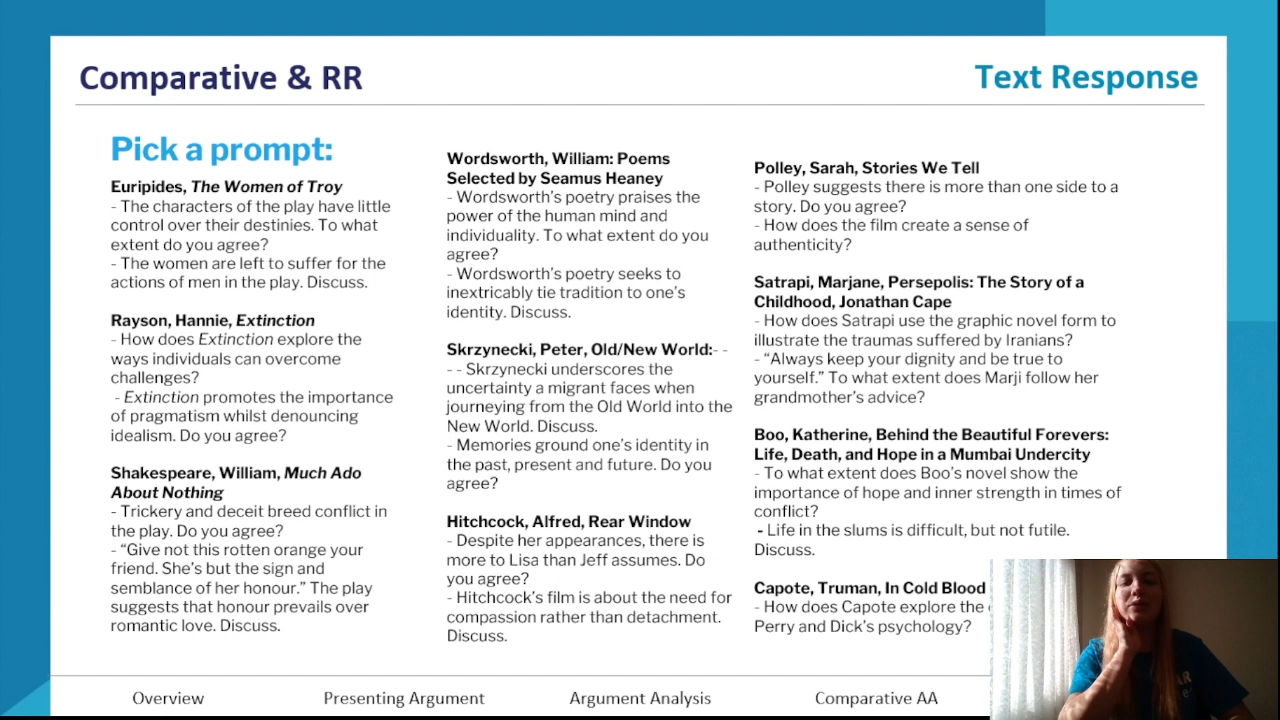 Comparative & RR
Text Response
Pick a prompt:
Euripides, The Women of Troy
- The characters of the play have little
control over their destinies. To what
extent do you agree?
- The women are left to suffer for the
actions of men in the play. Discuss.
Rayson, Hannie, Extinction
- How does Extinction explore the
ways individuals can overcome
challenges?
- Extinction promotes the importance
of pragmatism whilst denouncing
idealism. Do you agree?
Shakespeare, William, Much Ado
About Nothing
- Trickery and deceit breed conflict in
the play. Do you agree?
- “Give not this rotten orange your
friend. She’s but the sign and
semblance of her honour.” The play
suggests that honour prevails over
romantic love. Discuss.
Wordsworth, William: Poems
Selected by Seamus Heaney
- Wordsworth’s poetry praises the
power of the human mind and
individuality. To what extent do you
agree?
- Wordsworth’s poetry seeks to
inextricably tie tradition to one’s
identity. Discuss.
Skrzynecki, Peter, Old/New World:- -
- - Skrzynecki underscores the
uncertainty a migrant faces when
journeying from the Old World into the
New World. Discuss.
- Memories ground one’s identity in
the past, present and future. Do you
agree?
Hitchcock, Alfred, Rear Window
- Despite her appearances, there is
more to Lisa than Jeff assumes. Do
you agree?
- Hitchcock’s film is about the need for
compassion rather than detachment.
Discuss.
Polley, Sarah, Stories We Tell
- Polley suggests there is more than one side to a
story. Do you agree?
- How does the film create a sense of
authenticity?
Satrapi, Marjane, Persepolis: The Story of a
Childhood, Jonathan Cape
- How does Satrapi use the graphic novel form to
illustrate the traumas suffered by Iranians?
- “Always keep your dignity and be true to
yourself.” To what extent does Marji follow her
grandmother’s advice?
Boo, Katherine, Behind the Beautiful Forevers:
Life, Death, and Hope in a Mumbai Undercity
- To what extent does Boo’s novel show the
importance of hope and inner strength in times of
conflict?
- Life in the slums is difficult, but not futile.
Discuss.
Capote, Truman, In Cold Blood
- How does Capote explore the
Perry and Dick’s psychology?
Overview
Presenting Argument
Argument Analysis
Comparative AA